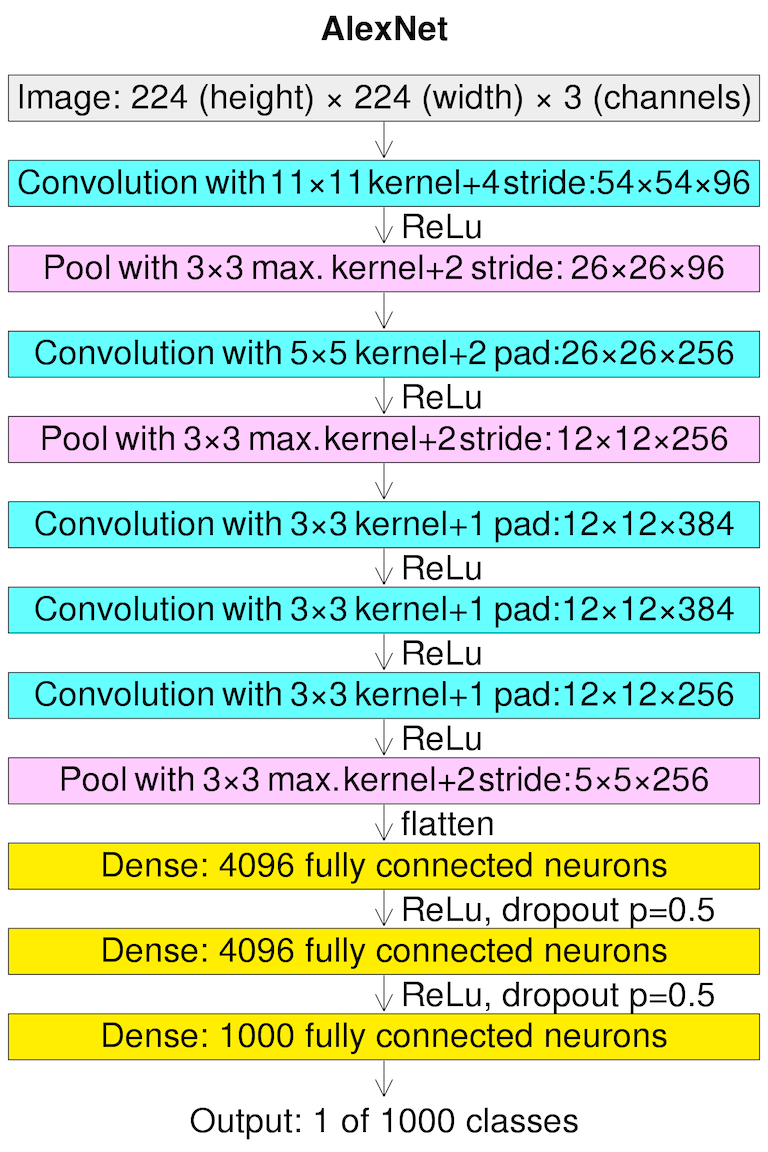 AlexNet
Image: 224 (height) × 224 (width) × 3 (channels)
Convolution with 11×11 kernel+4 stride:54×54×96
ReLu
Pool with 3×3 max. kernel+2 stride: 26×26×96
Convolution with 5×5 kernel+2 pad:26×26×256
ReLu
Pool with 3×3 max.kernel+2stride:12×12×256
Convolution with 3×3 kernel+1 pad:12×12×384
ReLu
Convolution with 3×3 kernel+1 pad:12×12×384
ReLu
Convolution with 3×3 kernel+1 pad:12×12×256
ReLu
Pool with 3×3 max.kernel+2stride:5×5×256
flatten
Dense: 4096 fully connected neurons
ReLu, dropout p=0.5
Dense: 4096 fully connected neurons
ReLu, dropout p=0.5
Dense: 1000 fully connected neurons
Output: 1 of 1000 classes